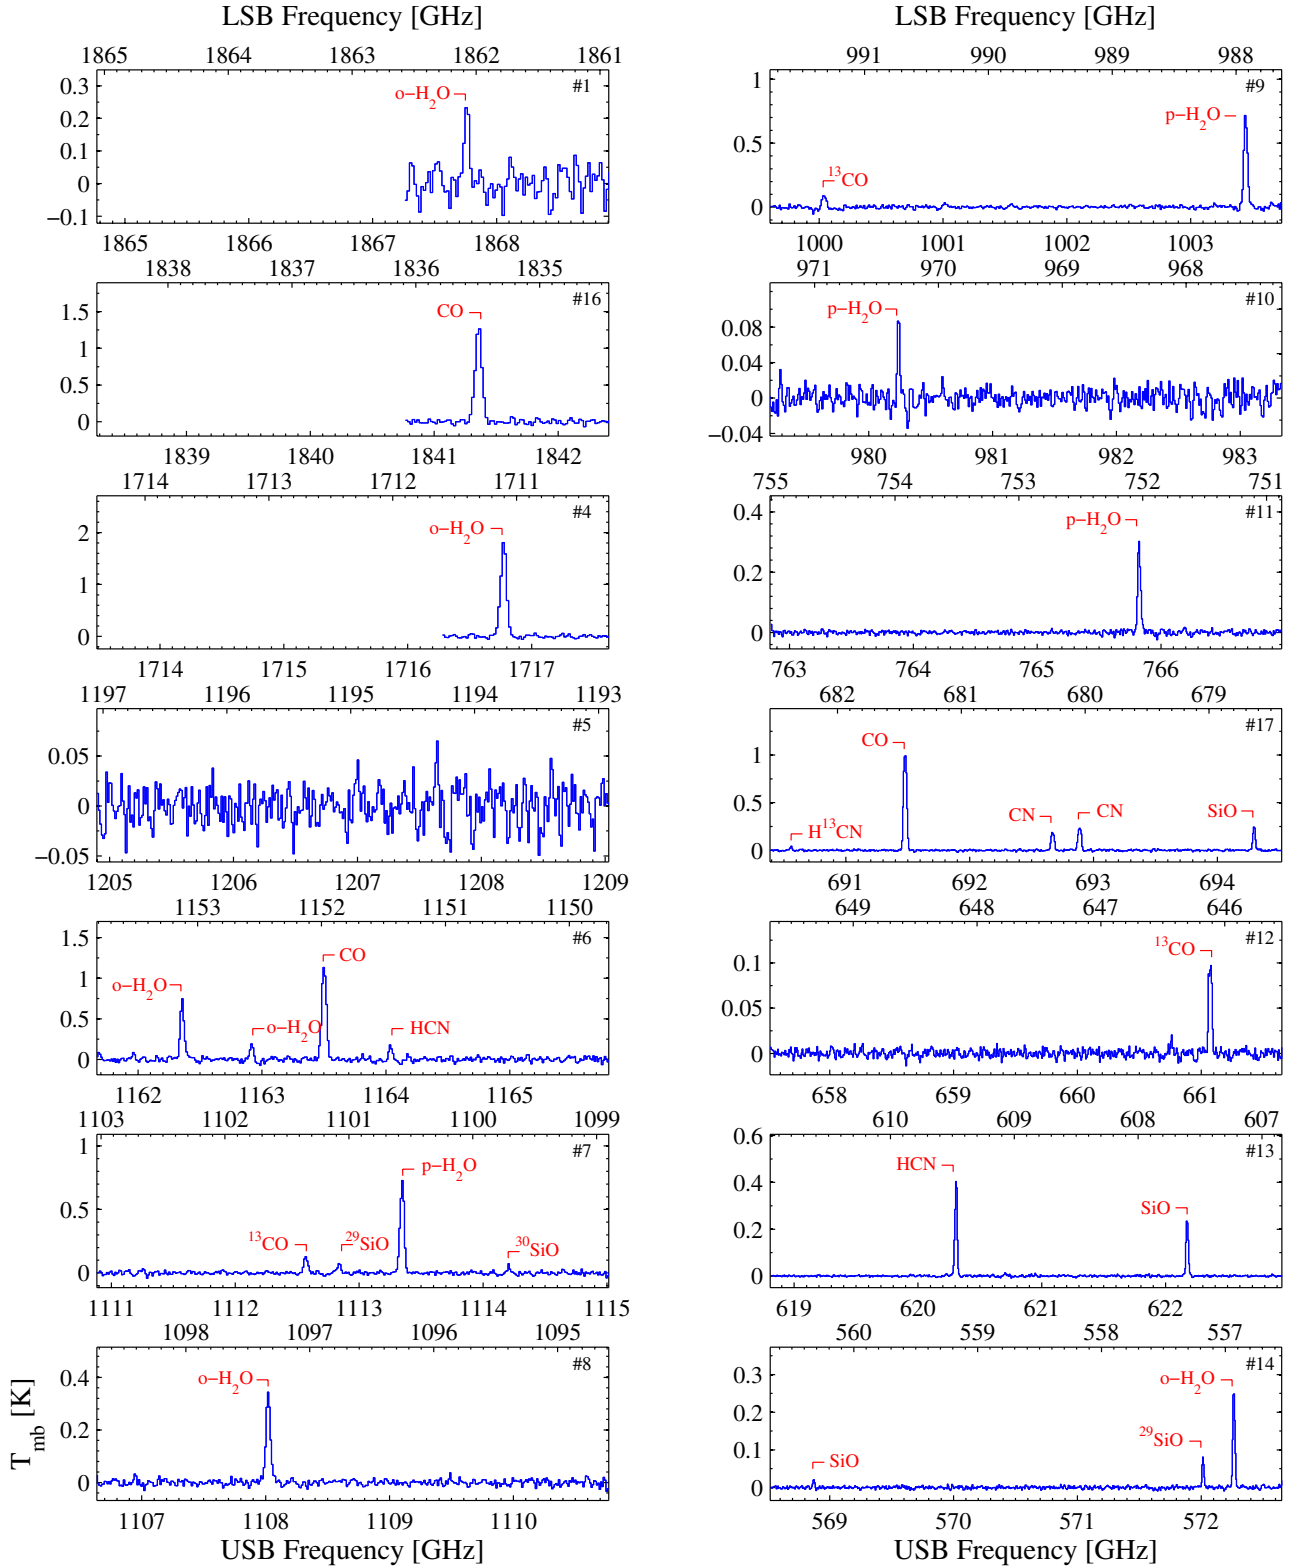 LSB Frequency [GHz]
1865 1864 1863 1862 1861
#1
o−H2O
0.3
0.2
0.1
0
−0.1
1865 1866 1867 1868
1838 1837 1836 1835
#16
CO
1.5
1
0.5
0
1839 1840 1841 1842
1714 1713 1712 1711
#4
o−H2O
2
1
0
1714 1715 1716 1717
1197 1196 1195 1194 1193
#5
0.05
0
−0.05
1205 1206 1207 1208 1209
1153 1152 1151 1150
#6
o−H2O
o−H2O
CO
HCN
1.5
1
0.5
0
1162 1163 1164 1165
1103 1102 1101 1100 1099
#7
13CO
29SiO
p−H2O
30SiO
1
0.5
0
1111 1112 1113 1114 1115
1098 1097 1096 1095
#8
o−H2O
0.4
0.2
0
Tmb [K]
1107 1108 1109 1110
USB Frequency [GHz]
LSB Frequency [GHz]
991 990 989 988
#9
13CO
p−H2O
1
0.5
0
1000 1001 1002 1003
971 970 969 968
#10
p−H2O
0.08
0.04
0
−0.04
980 981 982 983
755 754 753 752 751
#11
p−H2O
0.4
0.2
0
763 764 765 766
682 681 680 679
#17
H13CN
CO
CN
CN
SiO
1
0.5
0
691 692 693 694
649 648 647 646
#12
13CO
0.1
0.05
0
658 659 660 661
610 609 608 607
#13
HCN
SiO
0.6
0.4
0.2
0
619 620 621 622
560 559 558 557
#14
SiO
29SiO
o−H2O
0.3
0.2
0.1
0
569 570 571 572
USB Frequency [GHz]